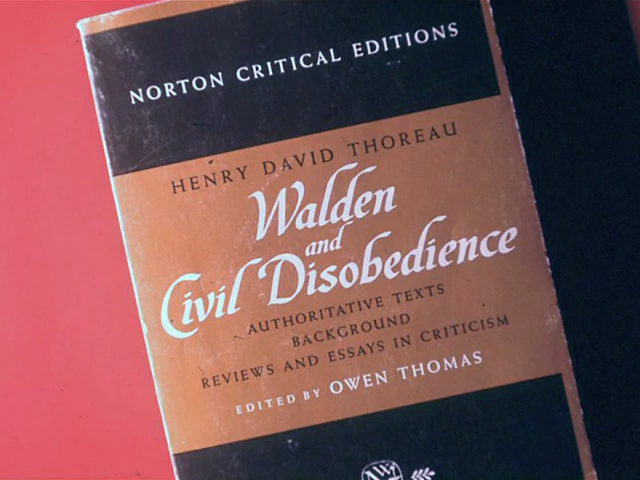 NORTON CRITICAL EDITIONS
HENRY DAVID THOREAU
Walden
and
Civil Disobedience
AUTHORITATIVE TEXTS
BACKGROUND
REVIEWS AND ESSAYS IN CRITICISM
EDITED BY OWEN THOMAS